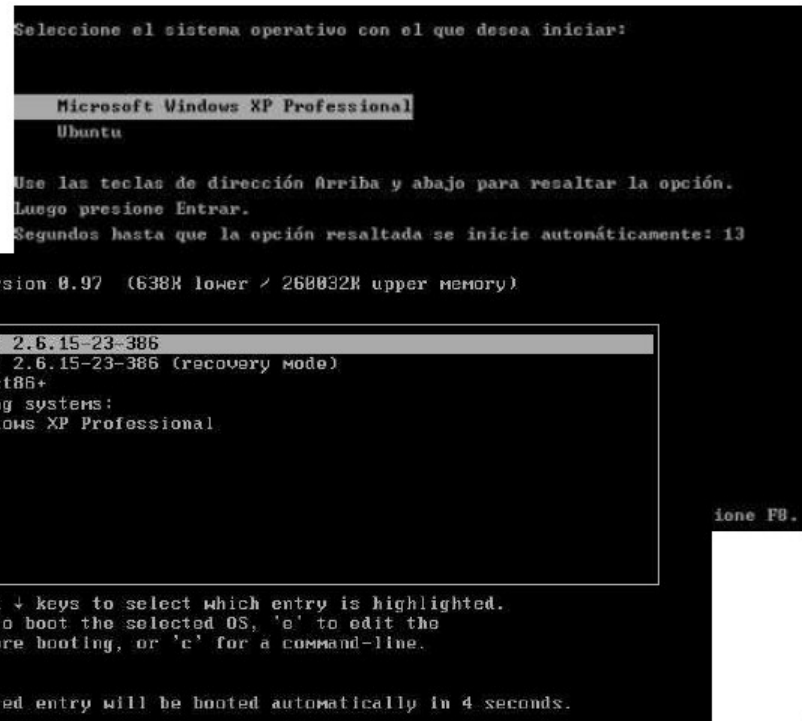 Seleccione el sistema operativo con el que desea iniciar:
Microsoft Windows XP Professional
Ubuntu
Use las teclas de dirección Arriba y abajo para resaltar la opción.
Luego presione Entrar.
Segundos hasta que la opción resaltada se inicie automáticamente: 13
rsion 0.97 (638K lower / 260032K upper memory)
2.6.15-23-386
2.6.15-23-386 (recovery mode)
t86+
g systems:
ows XP Professional
ione F8.
↓ keys to select which entry is highlighted.
o boot the selected OS, 'e' to edit the
re booting, or 'c' for a command-line.
ed entry will be booted automatically in 4 seconds.